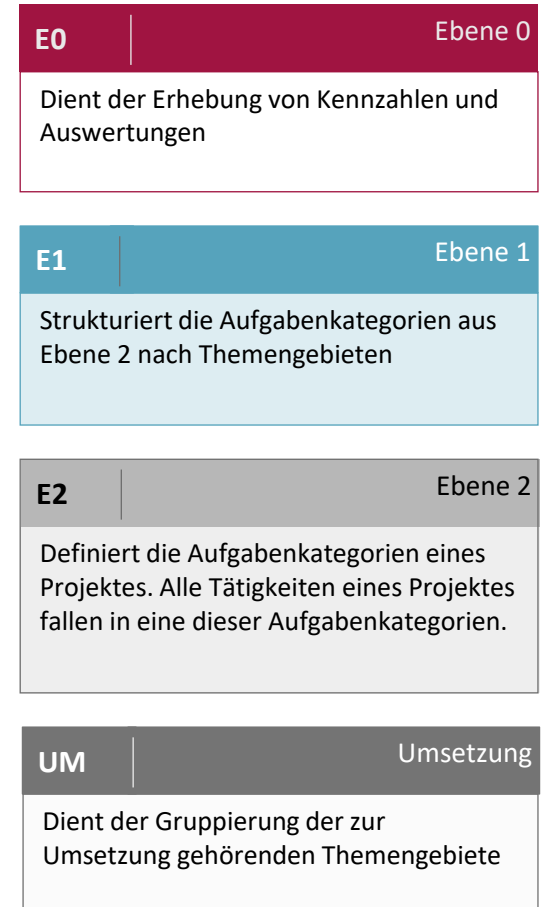 E0 Ebene 0
Dient der Erhebung von Kennzahlen und
Auswertungen
E1 Ebene 1
Strukturiert die Aufgabenkategorien aus
Ebene 2 nach Themengebieten
E2 Ebene 2
Definiert die Aufgabenkategorien eines
Projektes. Alle Tätigkeiten eines Projektes
fallen in eine dieser Aufgabenkategorien.
UM Umsetzung
Dient der Gruppierung der zur
Umsetzung gehörenden Themengebiete